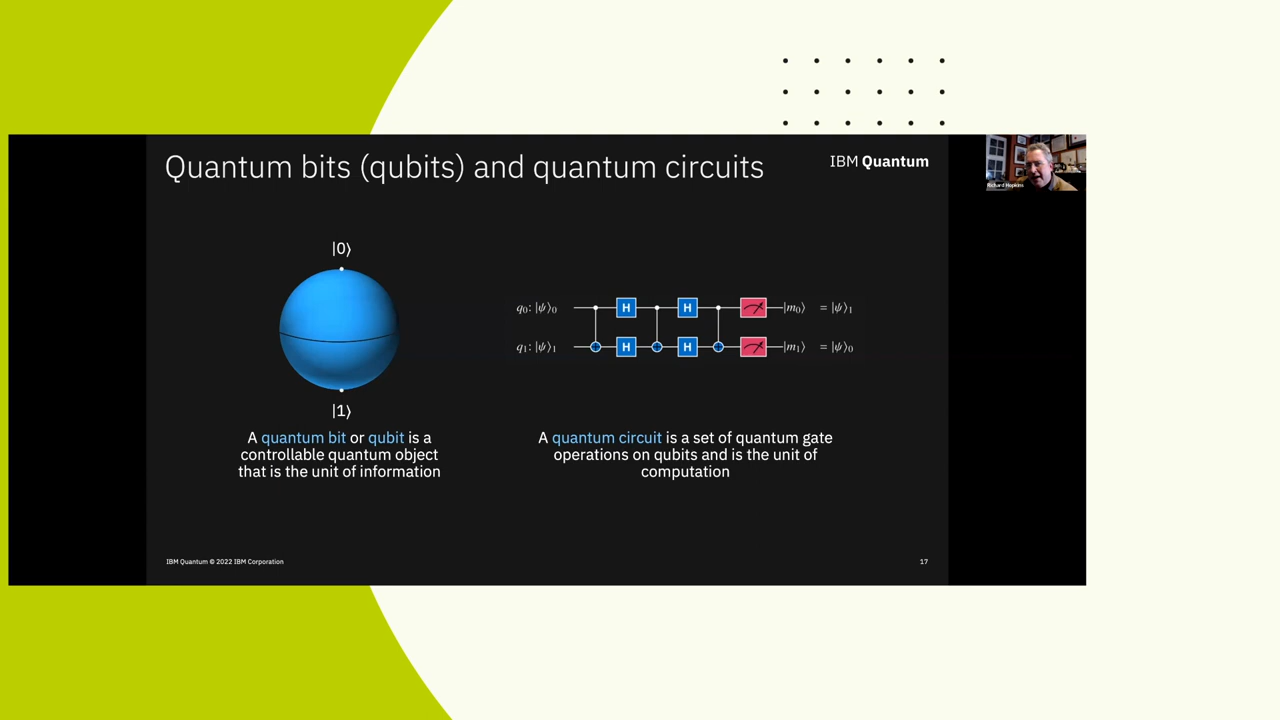 Quantum bits (qubits) and quantum circuits
IBM Quantum
Richard Hopkins
|0⟩
|1⟩
A quantum bit or qubit is a
controllable quantum object
that is the unit of information
q₀: |ψ⟩₀ H H |m₀⟩ = |ψ⟩₁
q₁: |ψ⟩₁ H H |m₁⟩ = |ψ⟩₀
A quantum circuit is a set of quantum gate
operations on qubits and is the unit of
computation
IBM Quantum © 2022 IBM Corporation
17